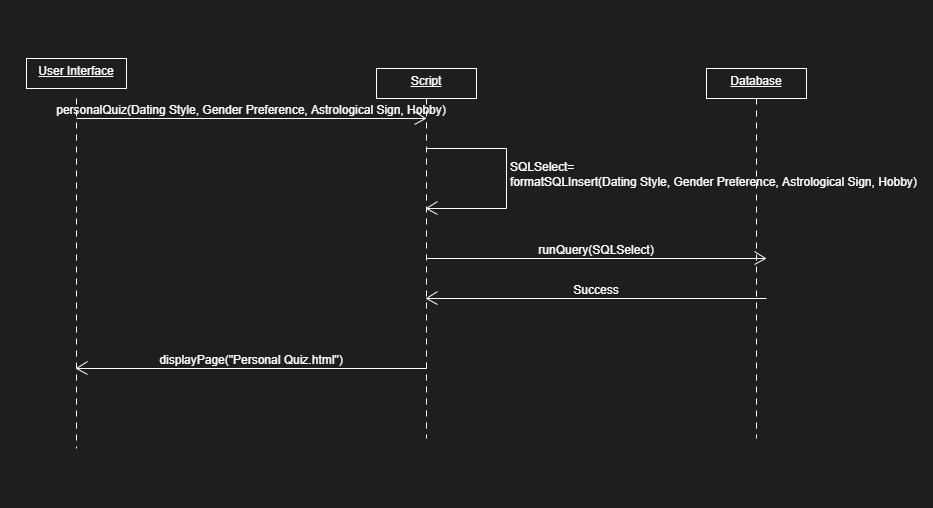 User Interface
Script
Database
personalQuiz(Dating Style, Gender Preference, Astrological Sign, Hobby)
SQLSelect=
formatSQLInsert(Dating Style, Gender Preference, Astrological Sign, Hobby)
runQuery(SQLSelect)
Success
displayPage("Personal Quiz.html")